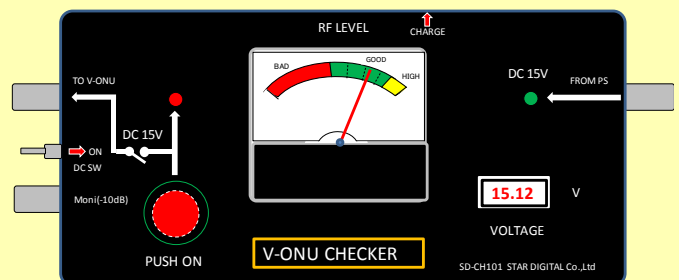 RF LEVEL
CHARGE
BAD
GOOD
HIGH
TO V-ONU
DC 15V
FROM PS
DC 15V
ON
DC SW
Moni(-10dB)
15.12
V
VOLTAGE
PUSH ON
V-ONU CHECKER
SD-CH101 STAR DIGITAL Co.,Ltd